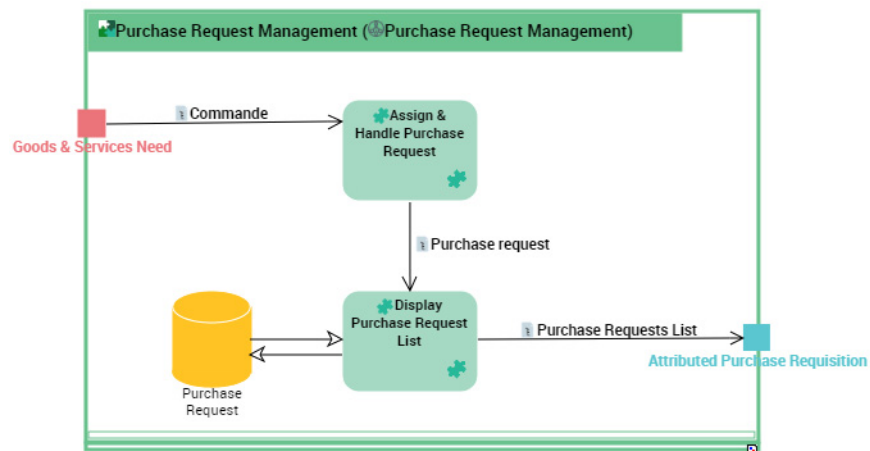 Purchase Request Management (Purchase Request Management)
Commande
Goods & Services Need
Assign &
Handle Purchase
Request
Purchase request
Display
Purchase Request
List
Purchase Requests List
Attributed Purchase Requisition
Purchase
Request